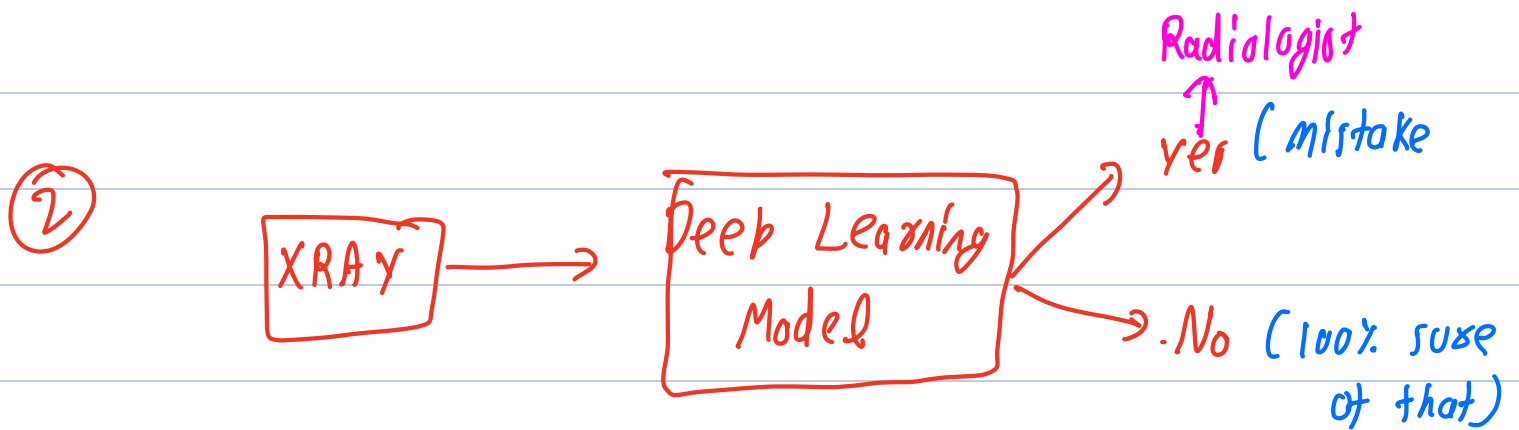 Radiologist
Yes (mistake
2
XRAY
Deep Learning
Model
.No (100% sure
of that)